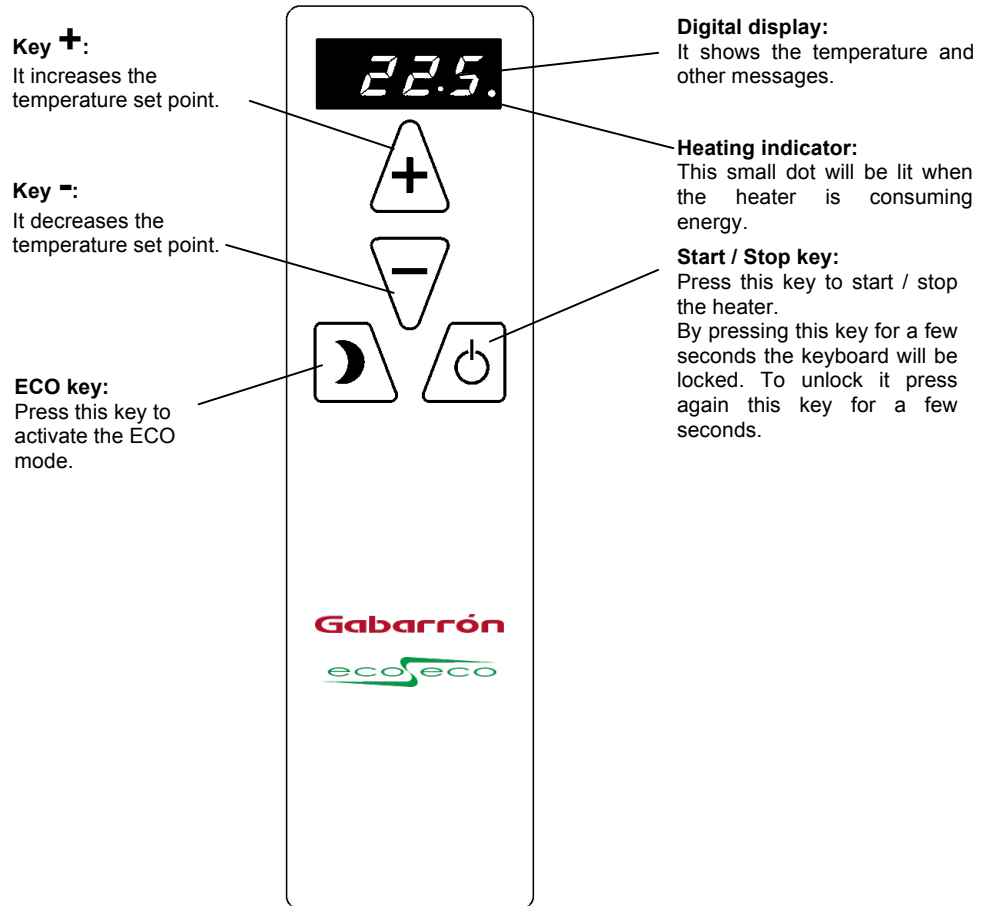 Key +:
It increases the
temperature set point.
Key -:
It decreases the
temperature set point.
ECO key:
Press this key to
activate the ECO
mode.
22.5.
+
-
Gabarrón
ecoseco
Digital display:
It shows the temperature and
other messages.
Heating indicator:
This small dot will be lit when
the heater is consuming
energy.
Start / Stop key:
Press this key to start / stop
the heater.
By pressing this key for a few
seconds the keyboard will be
locked. To unlock it press
again this key for a few
seconds.